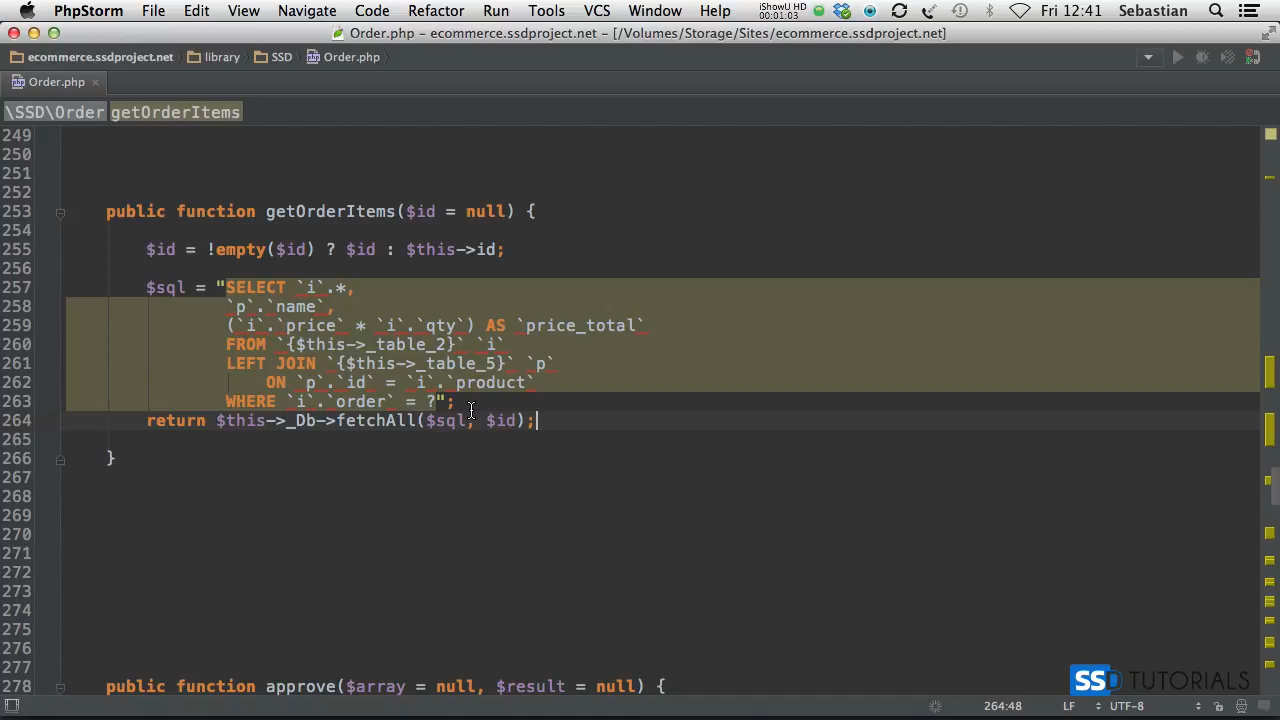 PhpStorm File Edit View Navigate Code Refactor Run Tools VCS Window Help iShowU HD 00:01:03 Fri 12:41 Sebastian
Order.php – ecommerce.ssdproject.net – [/Volumes/Storage/Sites/ecommerce.ssdproject.net]
ecommerce.ssdproject.net library SSD Order.php
Order.php
\SSD\Order getOrderItems
249
250
251
252
253 public function getOrderItems($id = null) {
254
255 $id = !empty($id) ? $id : $this->id;
256
257 $sql = "SELECT `i`.*,
258 `p`.`name`,
259 (`i`.`price` * `i`.`qty`) AS `price_total`
260 FROM `{$this->_table_2}` `i`
261 LEFT JOIN `{$this->_table_5}` `p`
262 ON `p`.`id` = `i`.`product`
263 WHERE `i`.`order` = ?";
264 return $this->_Db->fetchAll($sql, $id);
265
266 }
267
268
269
270
271
272
273
274
275
276
277
278 public function approve($array = null, $result = null) {
SSD TUTORIALS
264:48 LF UTF-8